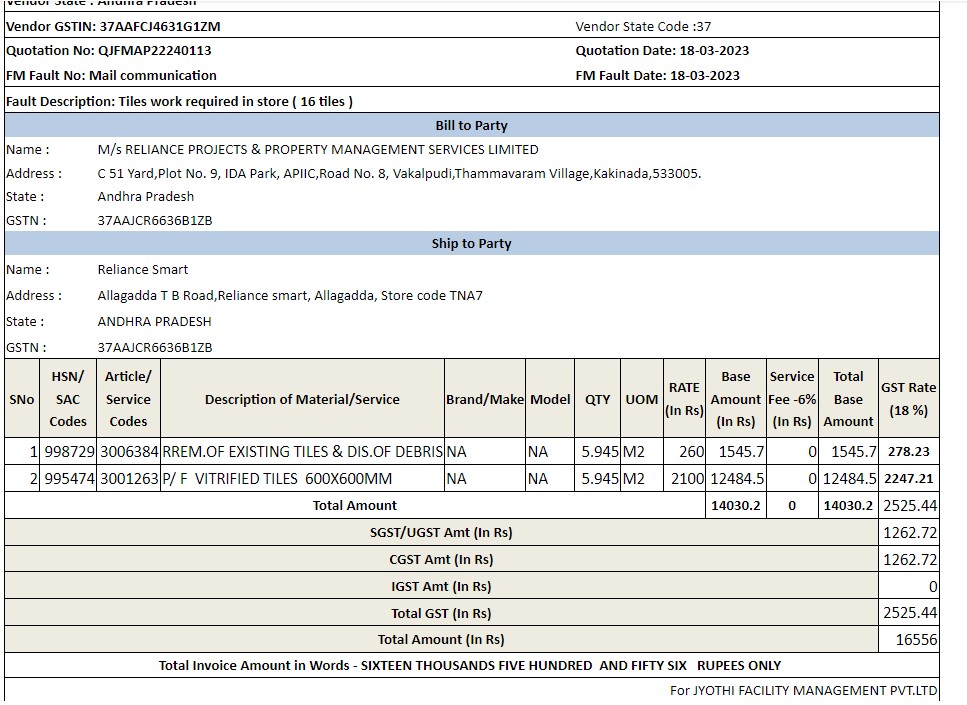 Vendor State : Andhra Pradesh
Vendor GSTIN: 37AAFCJ4631G1ZM Vendor State Code :37
Quotation No: QJFMAP22240113 Quotation Date: 18-03-2023
FM Fault No: Mail communication FM Fault Date: 18-03-2023
Fault Description: Tiles work required in store ( 16 tiles )
Bill to Party
Name : M/s RELIANCE PROJECTS & PROPERTY MANAGEMENT SERVICES LIMITED
Address : C 51 Yard,Plot No. 9, IDA Park, APIIC,Road No. 8, Vakalpudi,Thammavaram Village,Kakinada,533005.
State : Andhra Pradesh
GSTN : 37AAJCR6636B1ZB
Ship to Party
Name : Reliance Smart
Address : Allagadda T B Road,Reliance smart, Allagadda, Store code TNA7
State : ANDHRA PRADESH
GSTN : 37AAJCR6636B1ZB
SNo HSN/ SAC Codes Article/ Service Codes Description of Material/Service Brand/Make Model QTY UOM RATE (In Rs) Base Amount (In Rs) Service Fee -6% (In Rs) Total Base Amount GST Rate (18 %)
1 998729 3006384 RREM.OF EXISTING TILES & DIS.OF DEBRIS NA NA 5.945 M2 260 1545.7 0 1545.7 278.23
2 995474 3001263 P/ F VITRIFIED TILES 600X600MM NA NA 5.945 M2 2100 12484.5 0 12484.5 2247.21
Total Amount 14030.2 0 14030.2 2525.44
SGST/UGST Amt (In Rs) 1262.72
CGST Amt (In Rs) 1262.72
IGST Amt (In Rs) 0
Total GST (In Rs) 2525.44
Total Amount (In Rs) 16556
Total Invoice Amount in Words - SIXTEEN THOUSANDS FIVE HUNDRED AND FIFTY SIX RUPEES ONLY
For JYOTHI FACILITY MANAGEMENT PVT.LTD